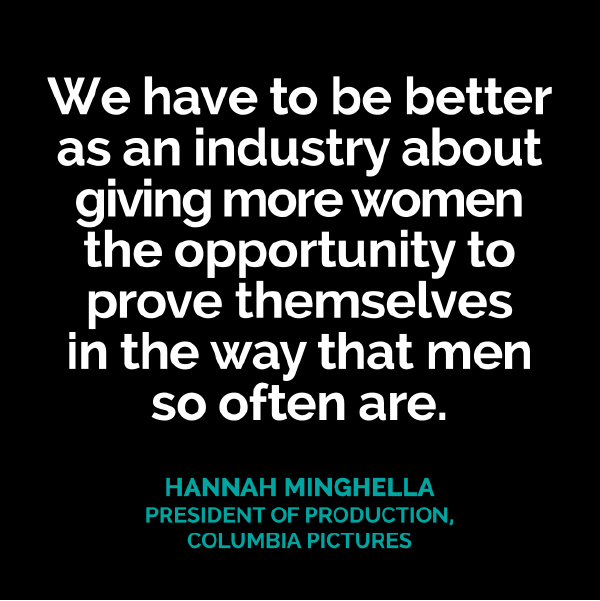 We have to be better
as an industry about
giving more women
the opportunity to
prove themselves
in the way that men
so often are.
HANNAH MINGHELLA
PRESIDENT OF PRODUCTION,
COLUMBIA PICTURES